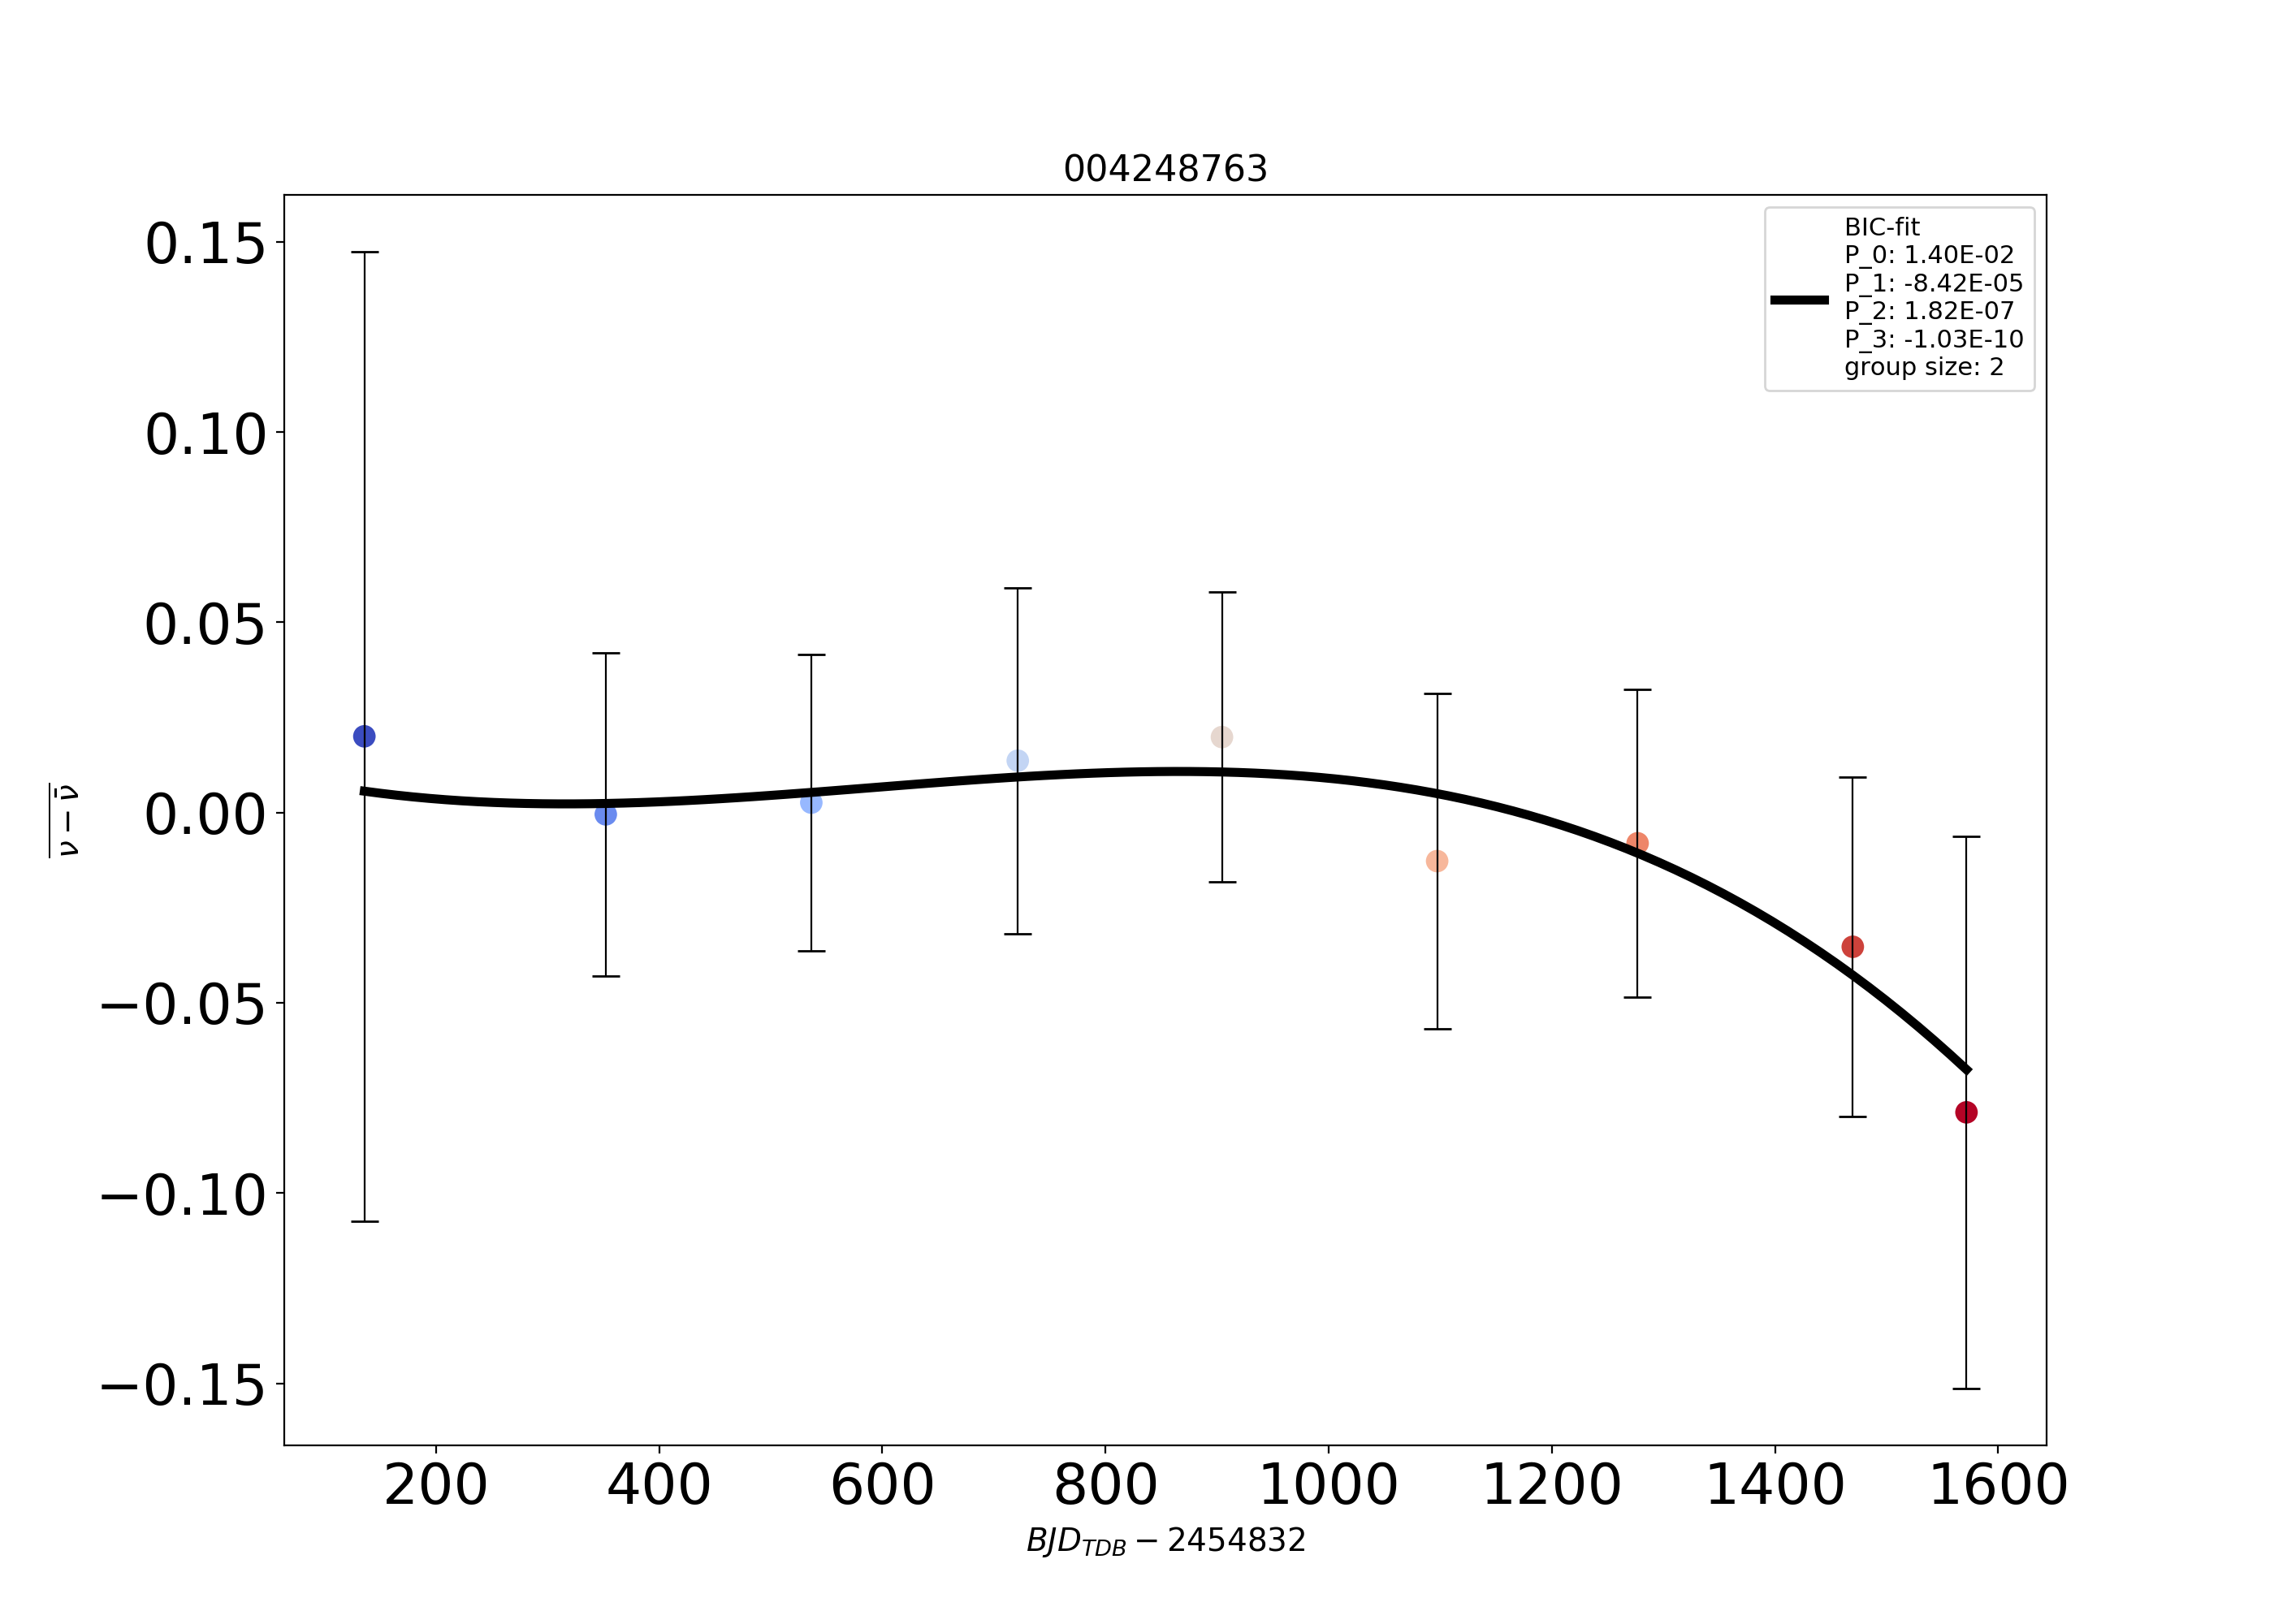 004248763
BIC-fit
P_0: 1.40E-02
P_1: -8.42E-05
P_2: 1.82E-07
P_3: -1.03E-10
group size: 2
0.15
0.10
0.05
0.00
−0.05
−0.10
−0.15
ν − ν̄
200 400 600 800 1000 1200 1400 1600
BJD_TDB − 2454832